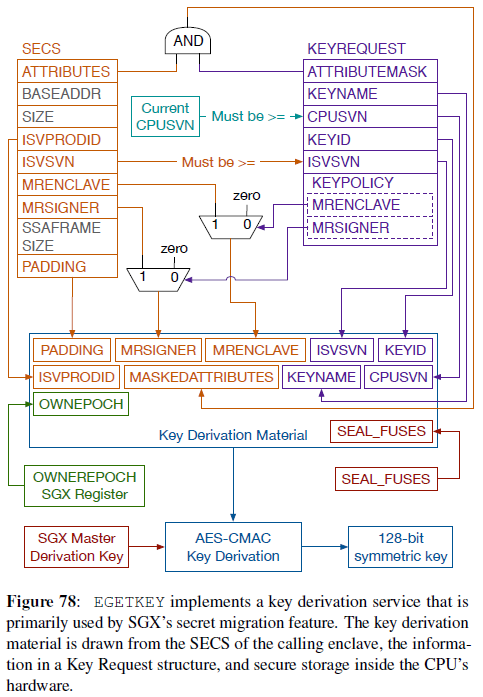 AND
SECS
KEYREQUEST
ATTRIBUTES
ATTRIBUTEMASK
BASEADDR
KEYNAME
SIZE
Current
CPUSVN
Must be >=
CPUSVN
ISVPRODID
KEYID
ISVSVN
Must be >=
ISVSVN
MRENCLAVE
KEYPOLICY
MRSIGNER
zero
1 0
MRENCLAVE
SSAFRAME
SIZE
MRSIGNER
PADDING
zero
1 0
PADDING
MRSIGNER
MRENCLAVE
ISVSVN
KEYID
ISVPRODID
MASKEDATTRIBUTES
KEYNAME
CPUSVN
OWNEPOCH
Key Derivation Material
SEAL_FUSES
OWNEREPOCH
SGX Register
SEAL_FUSES
SGX Master
Derivation Key
AES-CMAC
Key Derivation
128-bit
symmetric key
Figure 78: EGETKEY implements a key derivation service that is
primarily used by SGX's secret migration feature. The key derivation
material is drawn from the SECS of the calling enclave, the informa-
tion in a Key Request structure, and secure storage inside the CPU's
hardware.